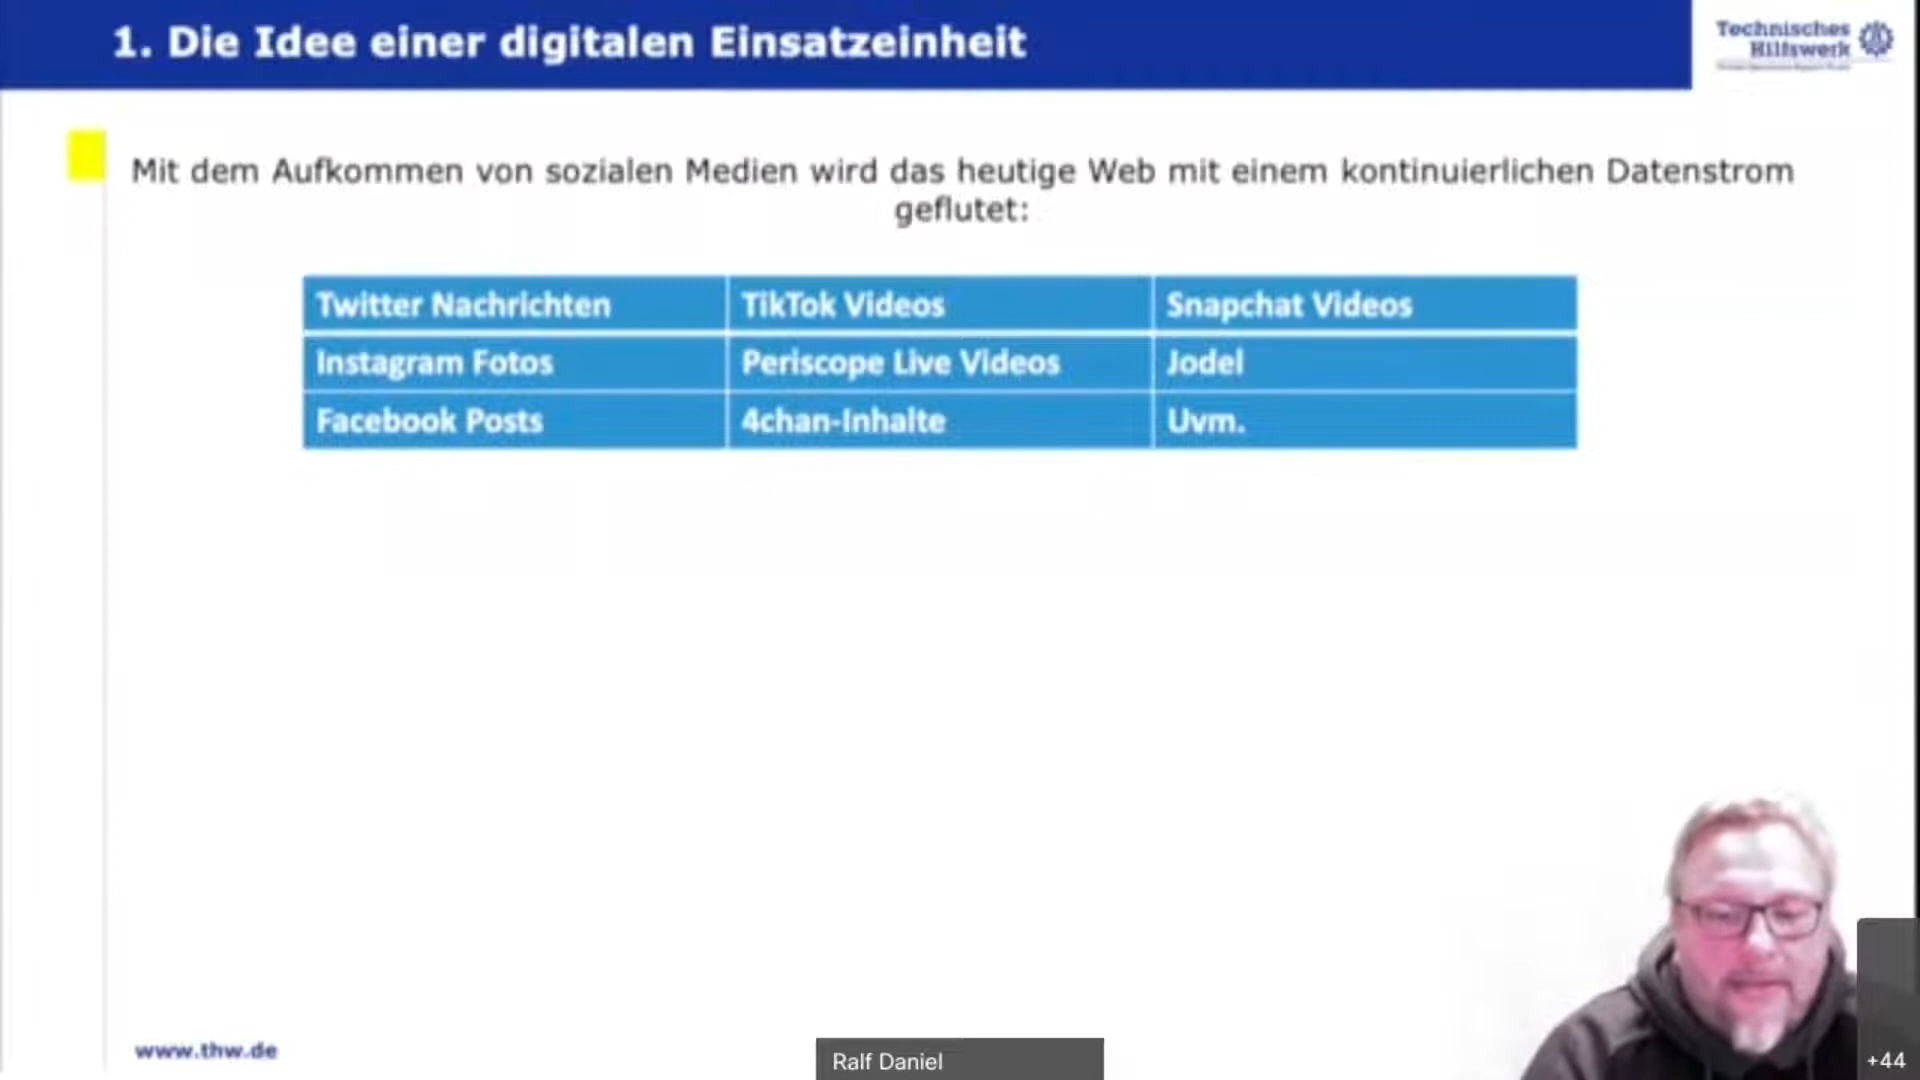 1. Die Idee einer digitalen Einsatzeinheit
Technisches
Hilfswerk
Mit dem Aufkommen von sozialen Medien wird das heutige Web mit einem kontinuierlichen Datenstrom
geflutet:
Twitter Nachrichten TikTok Videos Snapchat Videos
Instagram Fotos Periscope Live Videos Jodel
Facebook Posts 4chan-Inhalte Uvm.
www.thw.de
Ralf Daniel
+44